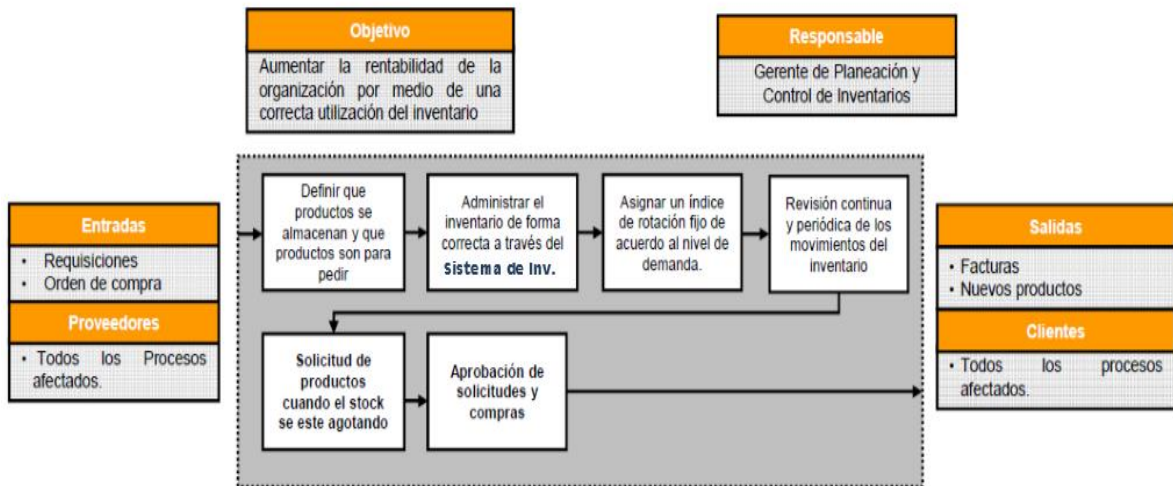 Objetivo
Aumentar la rentabilidad de la
organización por medio de una
correcta utilización del inventario
Responsable
Gerente de Planeación y
Control de Inventarios
Entradas
• Requisiciones
• Orden de compra
Proveedores
• Todos los Procesos
afectados.
Definir que
productos se
almacenan y que
productos son para
pedir
Administrar el
inventario de forma
correcta a través del
Sistema de Inv.
Asignar un índice
de rotación fijo de
acuerdo al nivel de
demanda.
Revisión continua
y periódica de los
movimientos del
inventario
Solicitud de
productos
cuando el stock
se este agotando
Aprobación de
solicitudes y
compras
Salidas
• Facturas
• Nuevos productos
Clientes
• Todos los procesos
afectados.